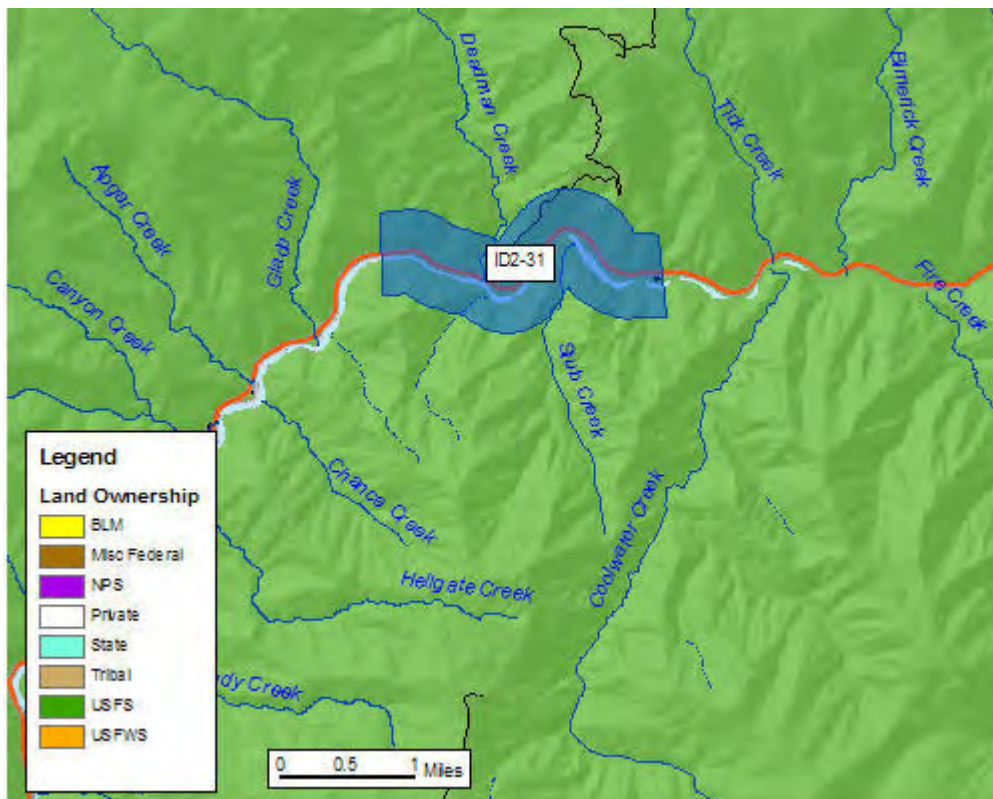 Deadman Creek
Tick Creek
Bimerick Creek
Apgar Creek
Glade Creek
Canyon Creek
ID2-31
Fire Creek
Stub Creek
Chance Creek
Coolwater Creek
Hellgate Creek
dy Creek
Legend
Land Ownership
BLM
Misc Federal
NPS
Private
State
Tribal
USFS
USFWS
0 0.5 1 Miles